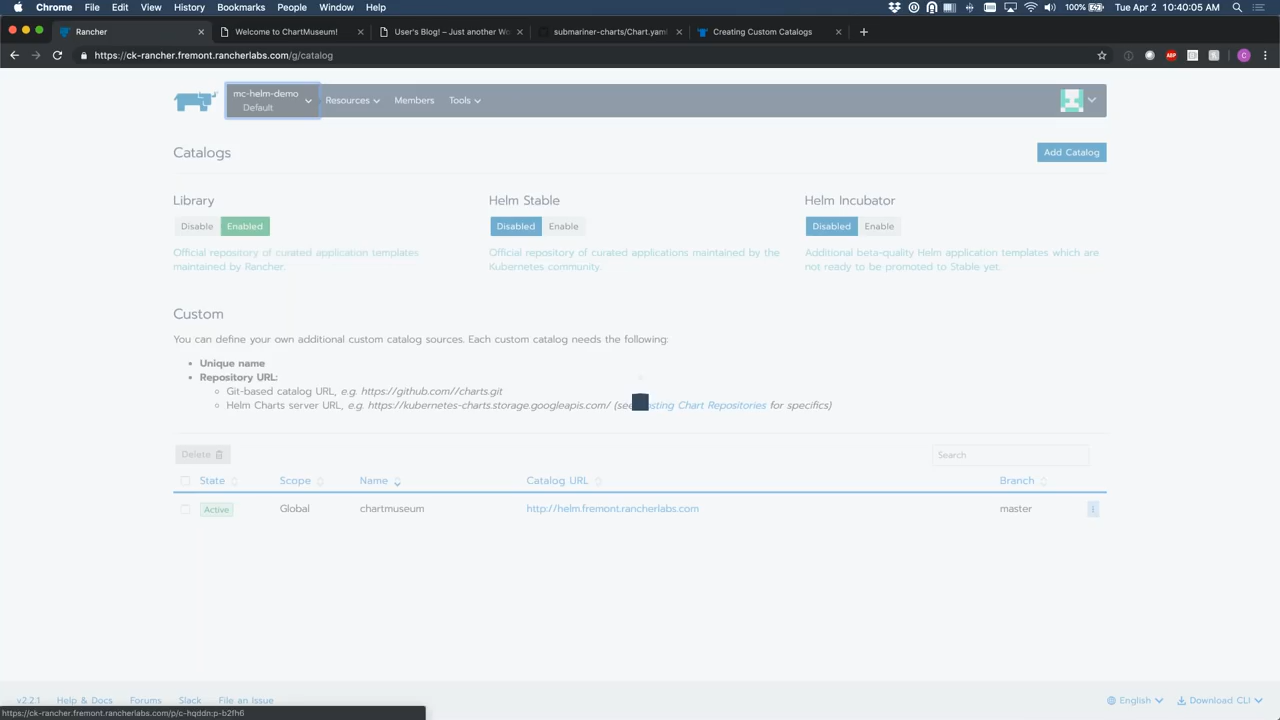 Chrome File Edit View History Bookmarks People Window Help 100% Tue Apr 2 10:40:05 AM
Rancher Welcome to ChartMuseum! User's Blog! – Just another Wo submariner-charts/Chart.yaml Creating Custom Catalogs
https://ck-rancher.fremont.rancherlabs.com/g/catalog
mc-helm-demo
Default
Resources Members Tools
Catalogs
Add Catalog
Library Helm Stable Helm Incubator
Disable Enabled Disabled Enable Disabled Enable
Official repository of curated application templates Official repository of curated applications maintained by the Additional beta-quality Helm application templates which are
maintained by Rancher. Kubernetes community. not ready to be promoted to Stable yet.
Custom
You can define your own additional custom catalog sources. Each custom catalog needs the following:
Unique name
Repository URL:
Git-based catalog URL, e.g. https://github.com//charts.git
Helm Charts server URL, e.g. https://kubernetes-charts.storage.googleapis.com/ (see Hosting Chart Repositories for specifics)
Delete Search
State Scope Name Catalog URL Branch
Active Global chartmuseum http://helm.fremont.rancherlabs.com master
v2.2.1 Help & Docs Forums Slack File an Issue English Download CLI
https://ck-rancher.fremont.rancherlabs.com/p/c-hqddn:p-b2fh6